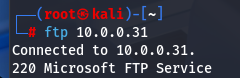 ┌──(root㉿kali)-[~]
└─# ftp 10.0.0.31
Connected to 10.0.0.31.
220 Microsoft FTP Service